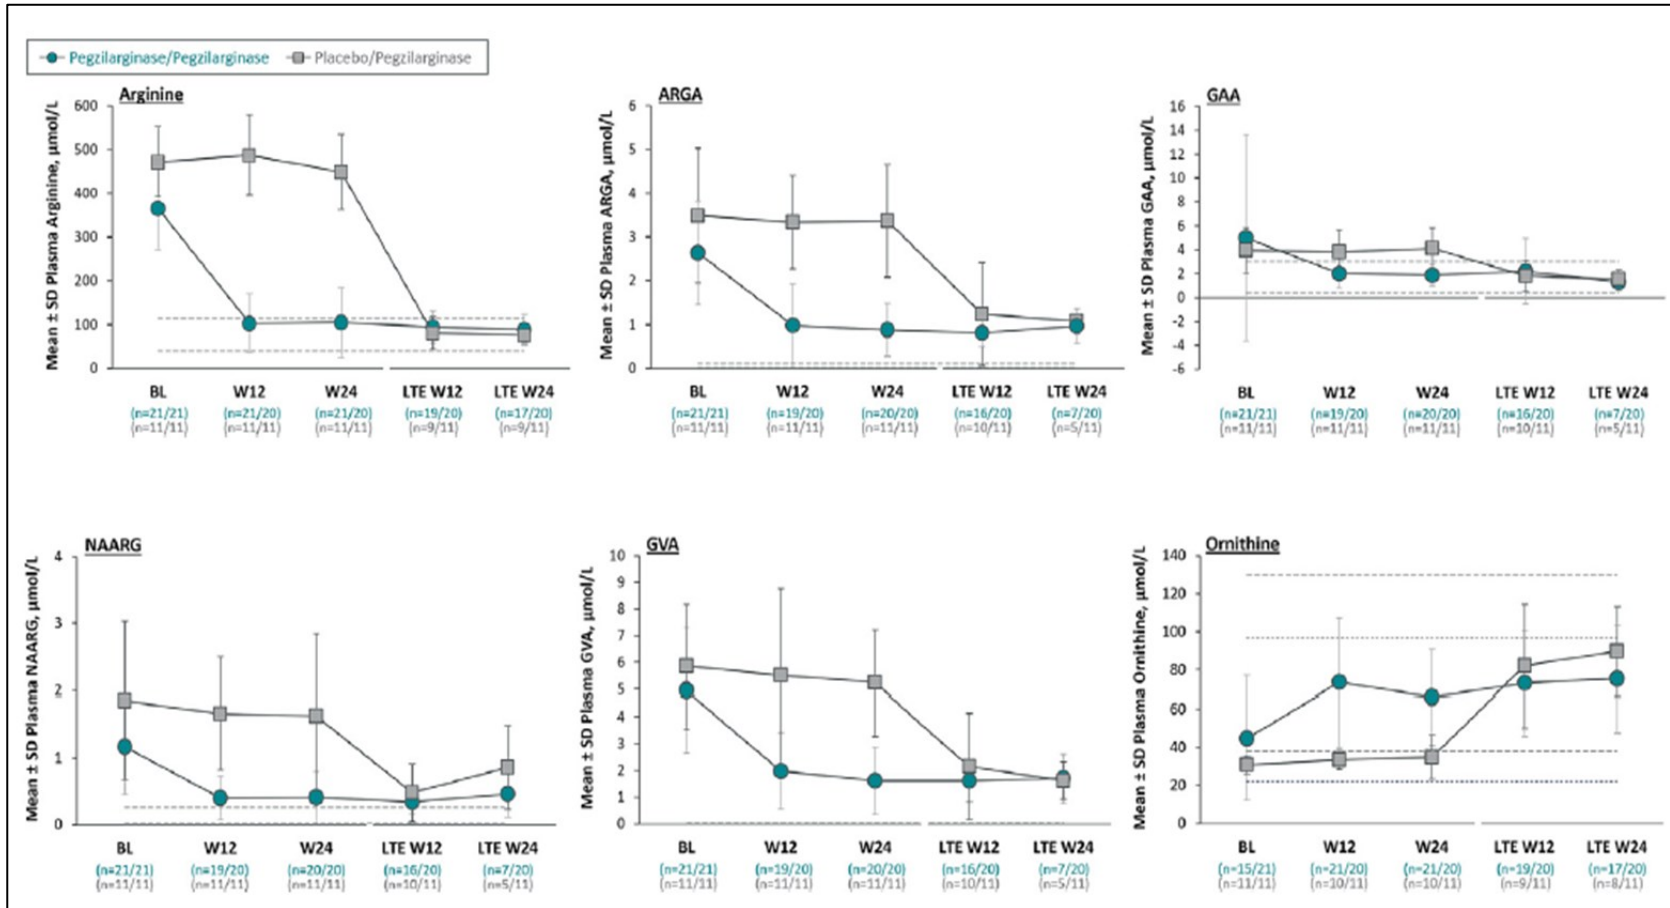 Pegzilarginase/Pegzilarginase Placebo/Pegzilarginase
Arginine
Mean ± SD Plasma Arginine, µmol/L
600
500
400
300
200
100
0
BL W12 W24 LTE W12 LTE W24
(n=21/21) (n=21/20) (n=21/20) (n=19/20) (n=17/20)
(n=11/11) (n=11/11) (n=11/11) (n=9/11) (n=9/11)
ARGA
Mean ± SD Plasma ARGA, µmol/L
6
5
4
3
2
1
0
BL W12 W24 LTE W12 LTE W24
(n=21/21) (n=19/20) (n=20/20) (n=16/20) (n=7/20)
(n=11/11) (n=11/11) (n=11/11) (n=10/11) (n=5/11)
GAA
Mean ± SD Plasma GAA, µmol/L
16
14
12
10
8
6
4
2
0
-2
-4
-6
BL W12 W24 LTE W12 LTE W24
(n=21/21) (n=19/20) (n=20/20) (n=16/20) (n=7/20)
(n=11/11) (n=11/11) (n=11/11) (n=10/11) (n=5/11)
NAARG
Mean ± SD Plasma NAARG, µmol/L
4
3
2
1
0
BL W12 W24 LTE W12 LTE W24
(n=21/21) (n=19/20) (n=20/20) (n=16/20) (n=7/20)
(n=11/11) (n=11/11) (n=11/11) (n=10/11) (n=5/11)
GVA
Mean ± SD Plasma GVA, µmol/L
10
9
8
7
6
5
4
3
2
1
0
BL W12 W24 LTE W12 LTE W24
(n=21/21) (n=19/20) (n=20/20) (n=16/20) (n=7/20)
(n=11/11) (n=11/11) (n=11/11) (n=10/11) (n=5/11)
Ornithine
Mean ± SD Plasma Ornithine, µmol/L
140
120
100
80
60
40
20
0
BL W12 W24 LTE W12 LTE W24
(n=15/21) (n=21/20) (n=21/20) (n=19/20) (n=17/20)
(n=11/11) (n=10/11) (n=10/11) (n=9/11) (n=8/11)